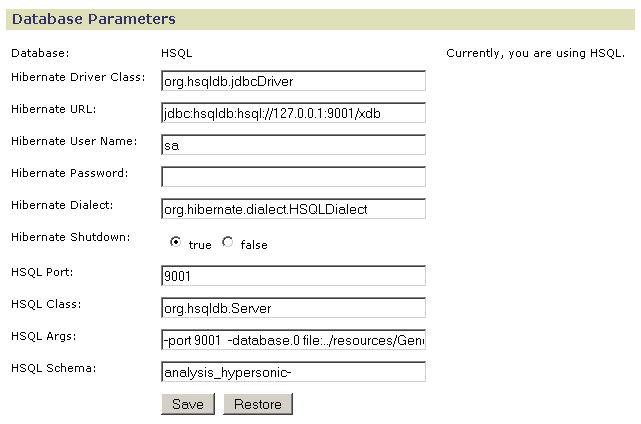 Database Parameters
Database: HSQL Currently, you are using HSQL.
Hibernate Driver Class: org.hsqldb.jdbcDriver
Hibernate URL: jdbc:hsqldb:hsql://127.0.0.1:9001/xdb
Hibernate User Name: sa
Hibernate Password:
Hibernate Dialect: org.hibernate.dialect.HSQLDialect
Hibernate Shutdown: true false
HSQL Port: 9001
HSQL Class: org.hsqldb.Server
HSQL Args: -port 9001 -database.0 file:../resources/Gen
HSQL Schema: analysis_hypersonic-
Save Restore